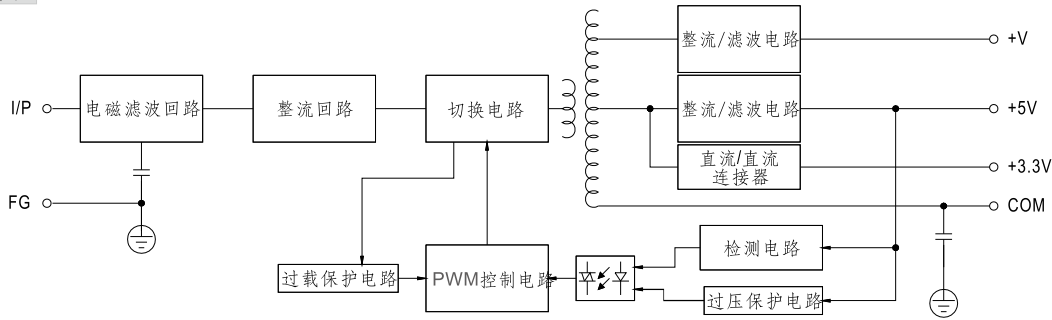 整流/滤波电路
+V
I/P
电磁滤波回路
整流回路
切换电路
整流/滤波电路
+5V
直流/直流
连接器
+3.3V
FG
COM
检测电路
过载保护电路
PWM控制电路
过压保护电路